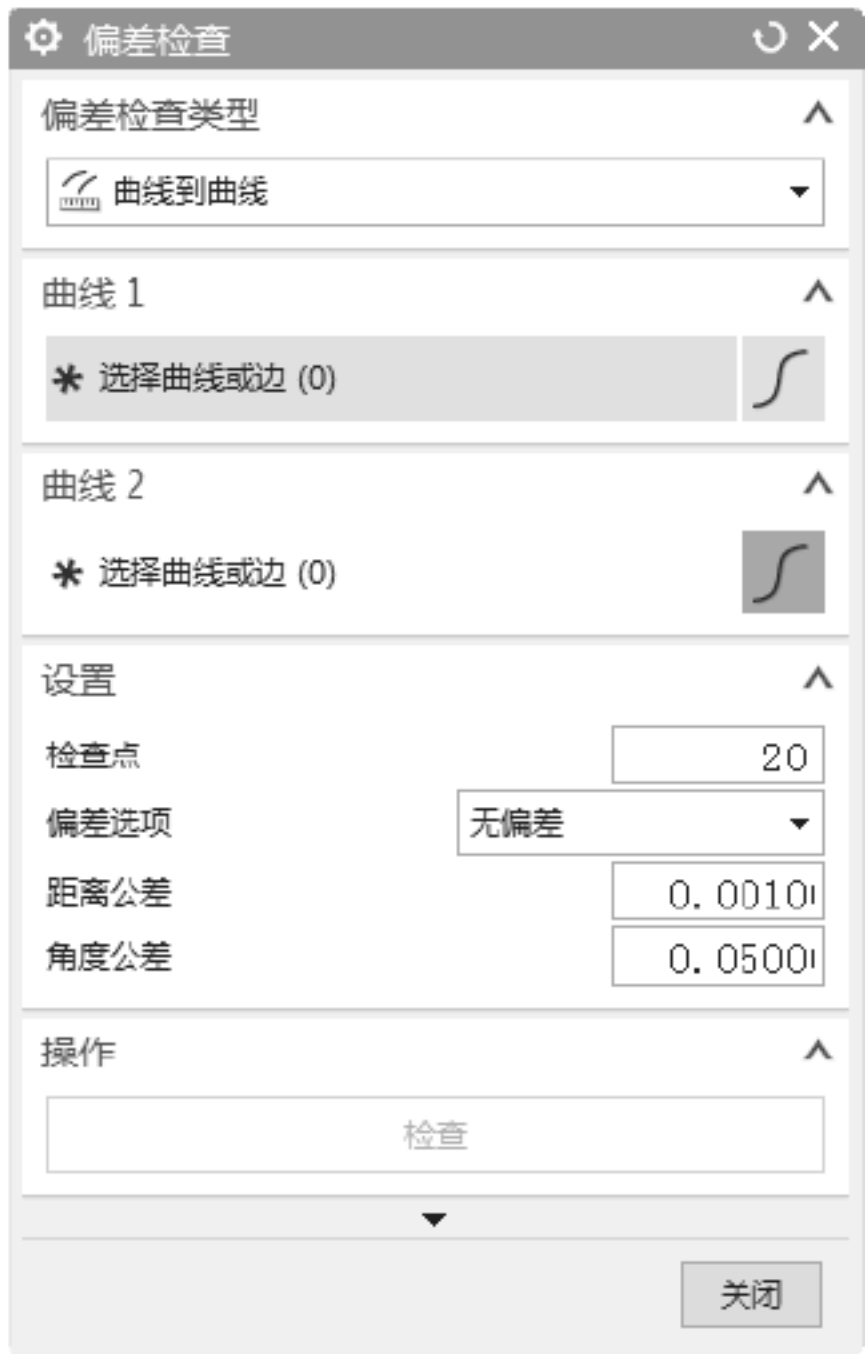 偏差检查
偏差检查类型
曲线到曲线
曲线 1
* 选择曲线或边 (0)
曲线 2
* 选择曲线或边 (0)
设置
检查点 20
偏差选项 无偏差
距离公差 0.0010
角度公差 0.0500
操作
检查
关闭